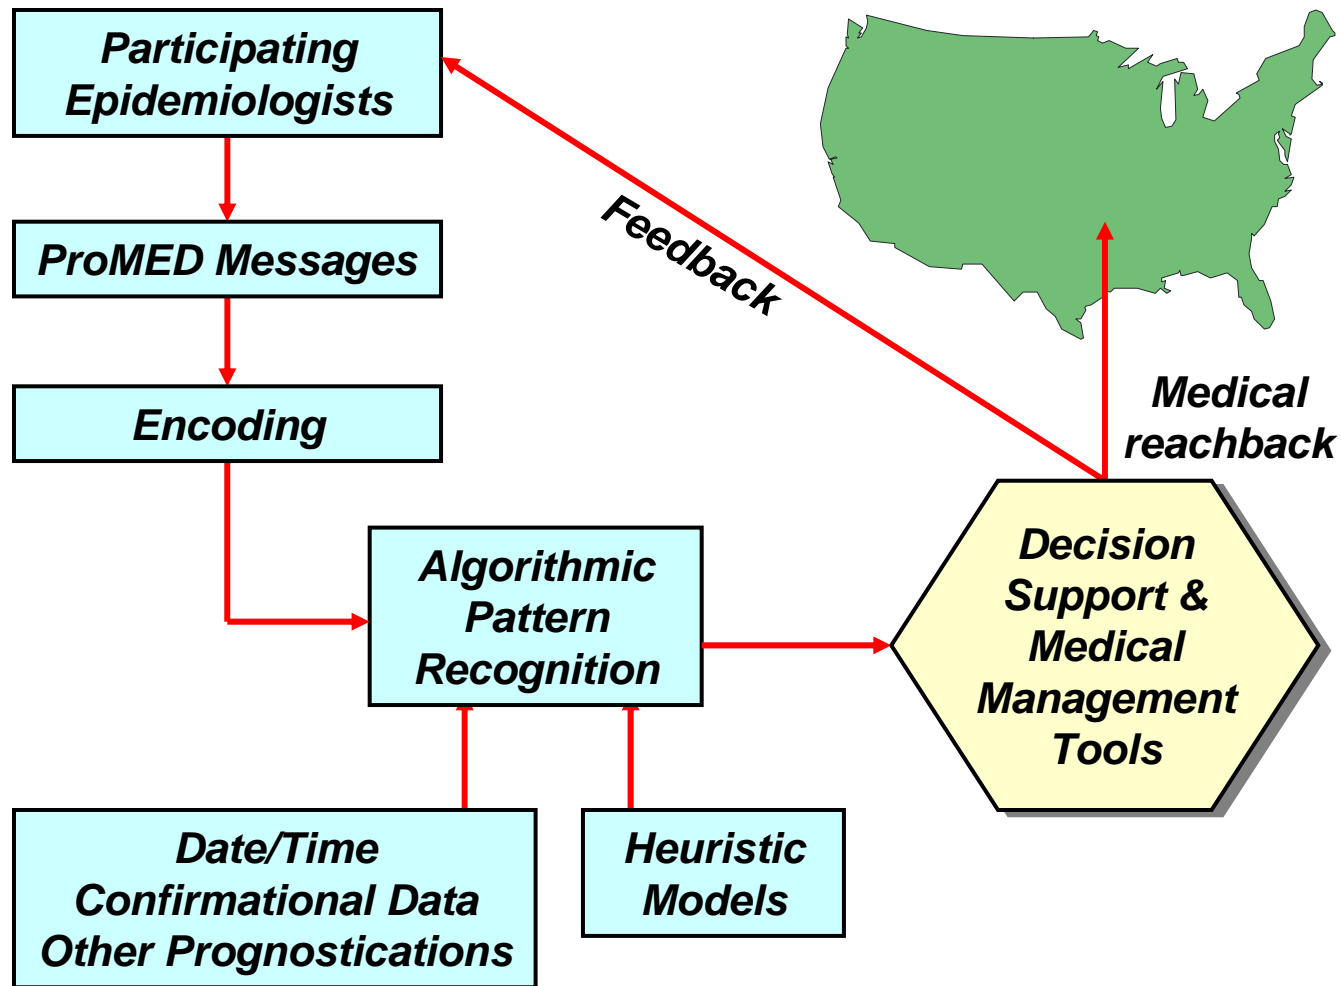 Participating
Epidemiologists
ProMED Messages
Encoding
Feedback
Medical
reachback
Algorithmic
Pattern
Recognition
Decision
Support &
Medical
Management
Tools
Date/Time
Confirmational Data
Other Prognostications
Heuristic
Models